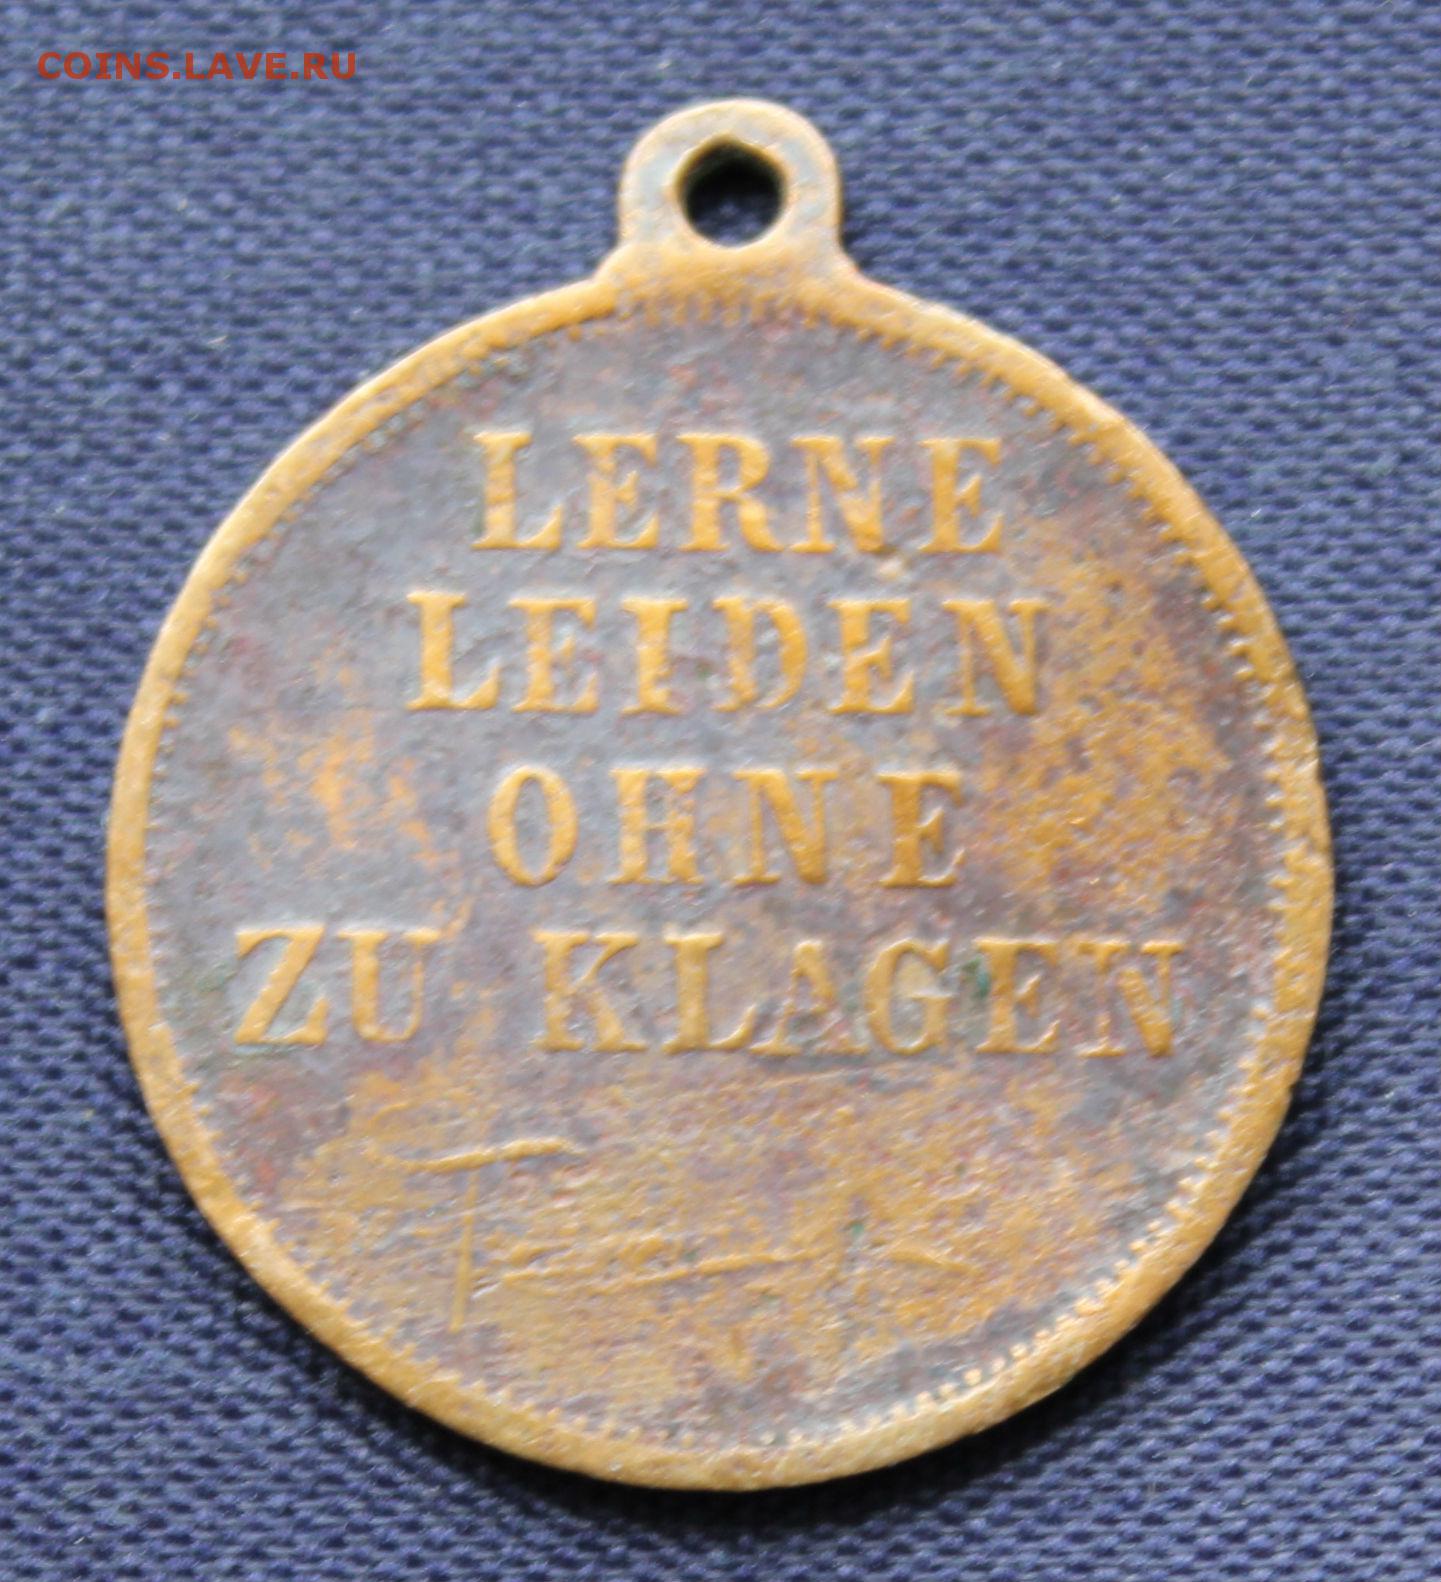 COINS.LAVE.RU
LERNE
LEIDEN
OHNE
ZU KLAGEN